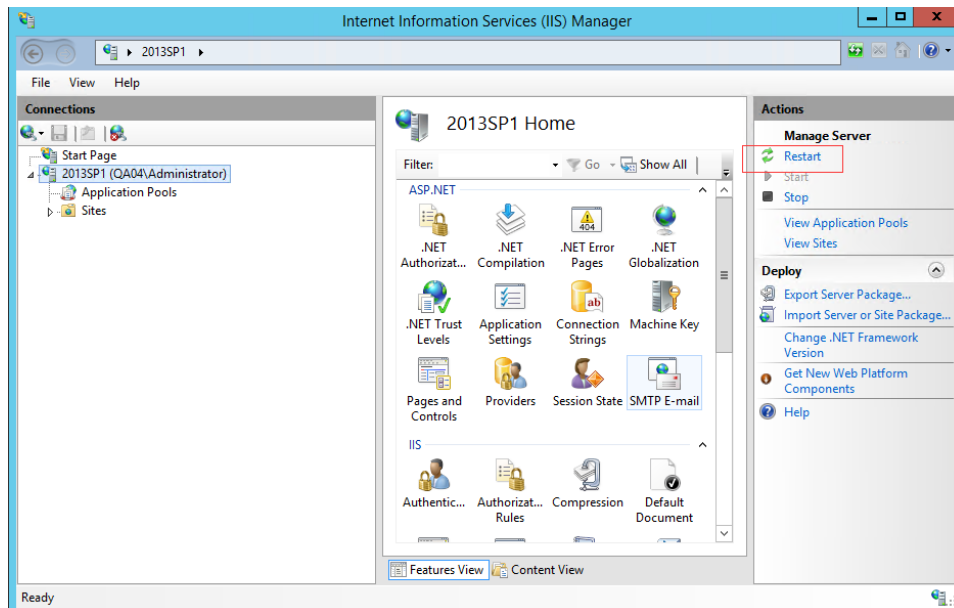 Internet Information Services (IIS) Manager
2013SP1
File View Help
Connections
Start Page
2013SP1 (QA04\Administrator)
Application Pools
Sites
2013SP1 Home
Filter: Go Show All
ASP.NET
.NET Authorizat...
.NET Compilation
404
.NET Error Pages
.NET Globalization
.NET Trust Levels
Application Settings
ab
Connection Strings
Machine Key
Pages and Controls
Providers
Session State
SMTP E-mail
IIS
Authentic...
Authorizat... Rules
Compression
Default Document
Features View
Content View
Actions
Manage Server
Restart
Start
Stop
View Application Pools
View Sites
Deploy
Export Server Package...
Import Server or Site Package...
Change .NET Framework
Version
Get New Web Platform
Components
Help
Ready